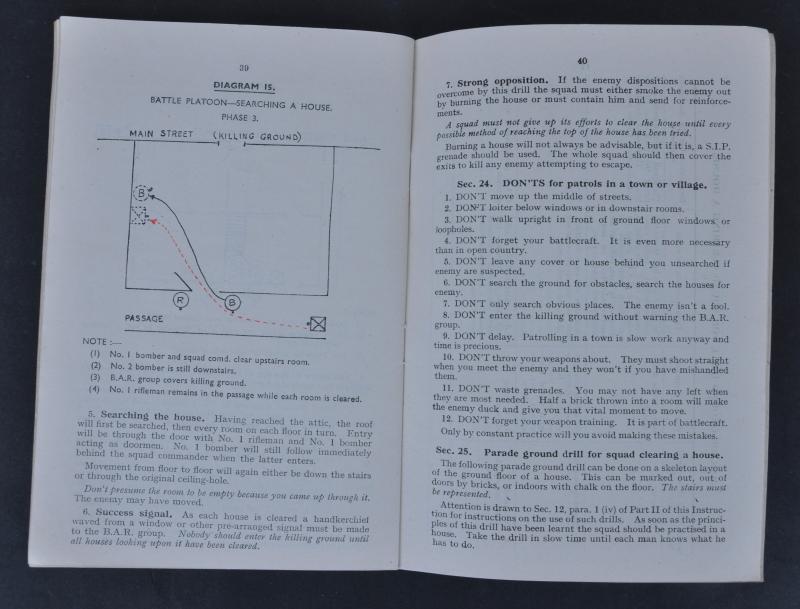 39
DIAGRAM 15.
BATTLE PLATOON—SEARCHING A HOUSE.
PHASE 3.
MAIN STREET (KILLING GROUND)
B
R
B
PASSAGE
NOTE :—
(1) No. 1 bomber and squad comd. clear upstairs room.
(2) No. 2 bomber is still downstairs.
(3) B.A.R. group covers killing ground.
(4) No. 1 rifleman remains in the passage while each room is cleared.
5. Searching the house. Having reached the attic, the roof
will first be searched, then every room on each floor in turn. Entry
will be through the door with No. 1 rifleman and No. 1 bomber
acting as doormen. No. 1 bomber will still follow immediately
behind the squad commander when the latter enters.
Movement from floor to floor will again either be down the stairs
or through the original ceiling-hole.
Don't presume the room to be empty because you came up through it.
The enemy may have moved.
6. Success signal. As each house is cleared a handkerchief
waved from a window or other pre-arranged signal must be made
to the B.A.R. group. Nobody should enter the killing ground until
all houses looking upon it have been cleared.
40
7. Strong opposition. If the enemy dispositions cannot be
overcome by this drill the squad must either smoke the enemy out
by burning the house or must contain him and send for reinforce-
ments.
A squad must not give up its efforts to clear the house until every
possible method of reaching the top of the house has been tried.
Burning a house will not always be advisable, but if it is, a S.I.P.
grenade should be used. The whole squad should then cover the
exits to kill any enemy attempting to escape.
Sec. 24. DON'TS for patrols in a town or village.
1. DON'T move up the middle of streets.
2. DON'T loiter below windows or in downstair rooms.
3. DON'T walk upright in front of ground floor windows or
loopholes.
4. DON'T forget your battlecraft. It is even more necessary
than in open country.
5. DON'T leave any cover or house behind you unsearched if
enemy are suspected.
6. DON'T search the ground for obstacles, search the houses for
enemy.
7. DON'T only search obvious places. The enemy isn't a fool.
8. DON'T enter the killing ground without warning the B.A.R.
group.
9. DON'T delay. Patrolling in a town is slow work anyway and
time is precious.
10. DON'T throw your weapons about. They must shoot straight
when you meet the enemy and they won't if you have mishandled
them.
11. DON'T waste grenades. You may not have any left when
they are most needed. Half a brick thrown into a room will make
the enemy duck and give you that vital moment to move.
12. DON'T forget your weapon training. It is part of battlecraft.
Only by constant practice will you avoid making these mistakes.
Sec. 25. Parade ground drill for squad clearing a house.
The following parade ground drill can be done on a skeleton layout
of the ground floor of a house. This can be marked out, out of
doors by bricks, or indoors with chalk on the floor. The stairs must
be represented.
Attention is drawn to Sec. 12, para. 1 (iv) of Part II of this Instruc-
tion for instructions on the use of such drills. As soon as the princi-
ples of this drill have been learnt the squad should be practised in a
house. Take the drill in slow time until each man knows what he
has to do.